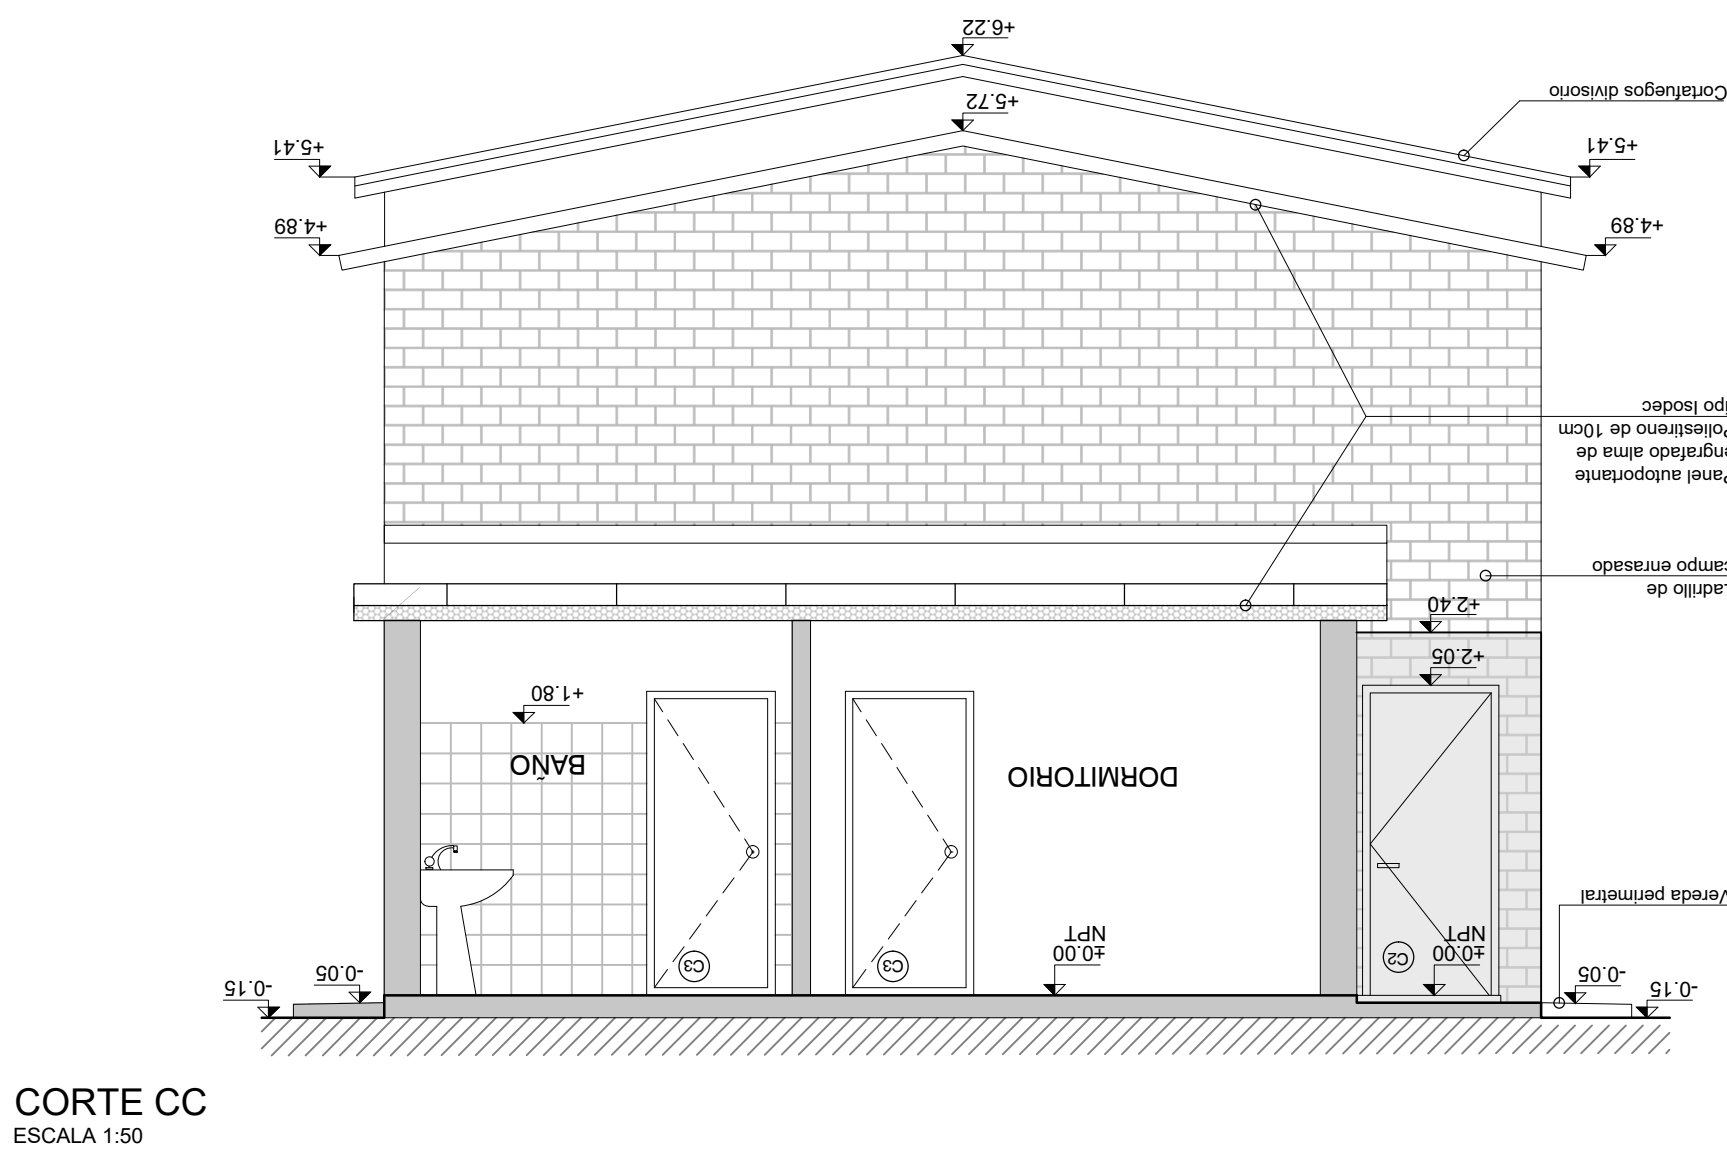 +6.22
+5.72
Cortafuegos divisorio
+5.41
+5.41
+4.89
+4.89
Panel autoportante
engrafado alma de
Poliestireno de 10cm
ipo Isodec
Ladrillo de
campo enrasado
+2.40
+2.05
+1.80
BAÑO
DORMITORIO
Vereda perimetral
±0.00
NPT
±0.00
NPT
C3
C3
C2
-0.15
-0.05
-0.05
-0.15
CORTE CC
ESCALA 1:50